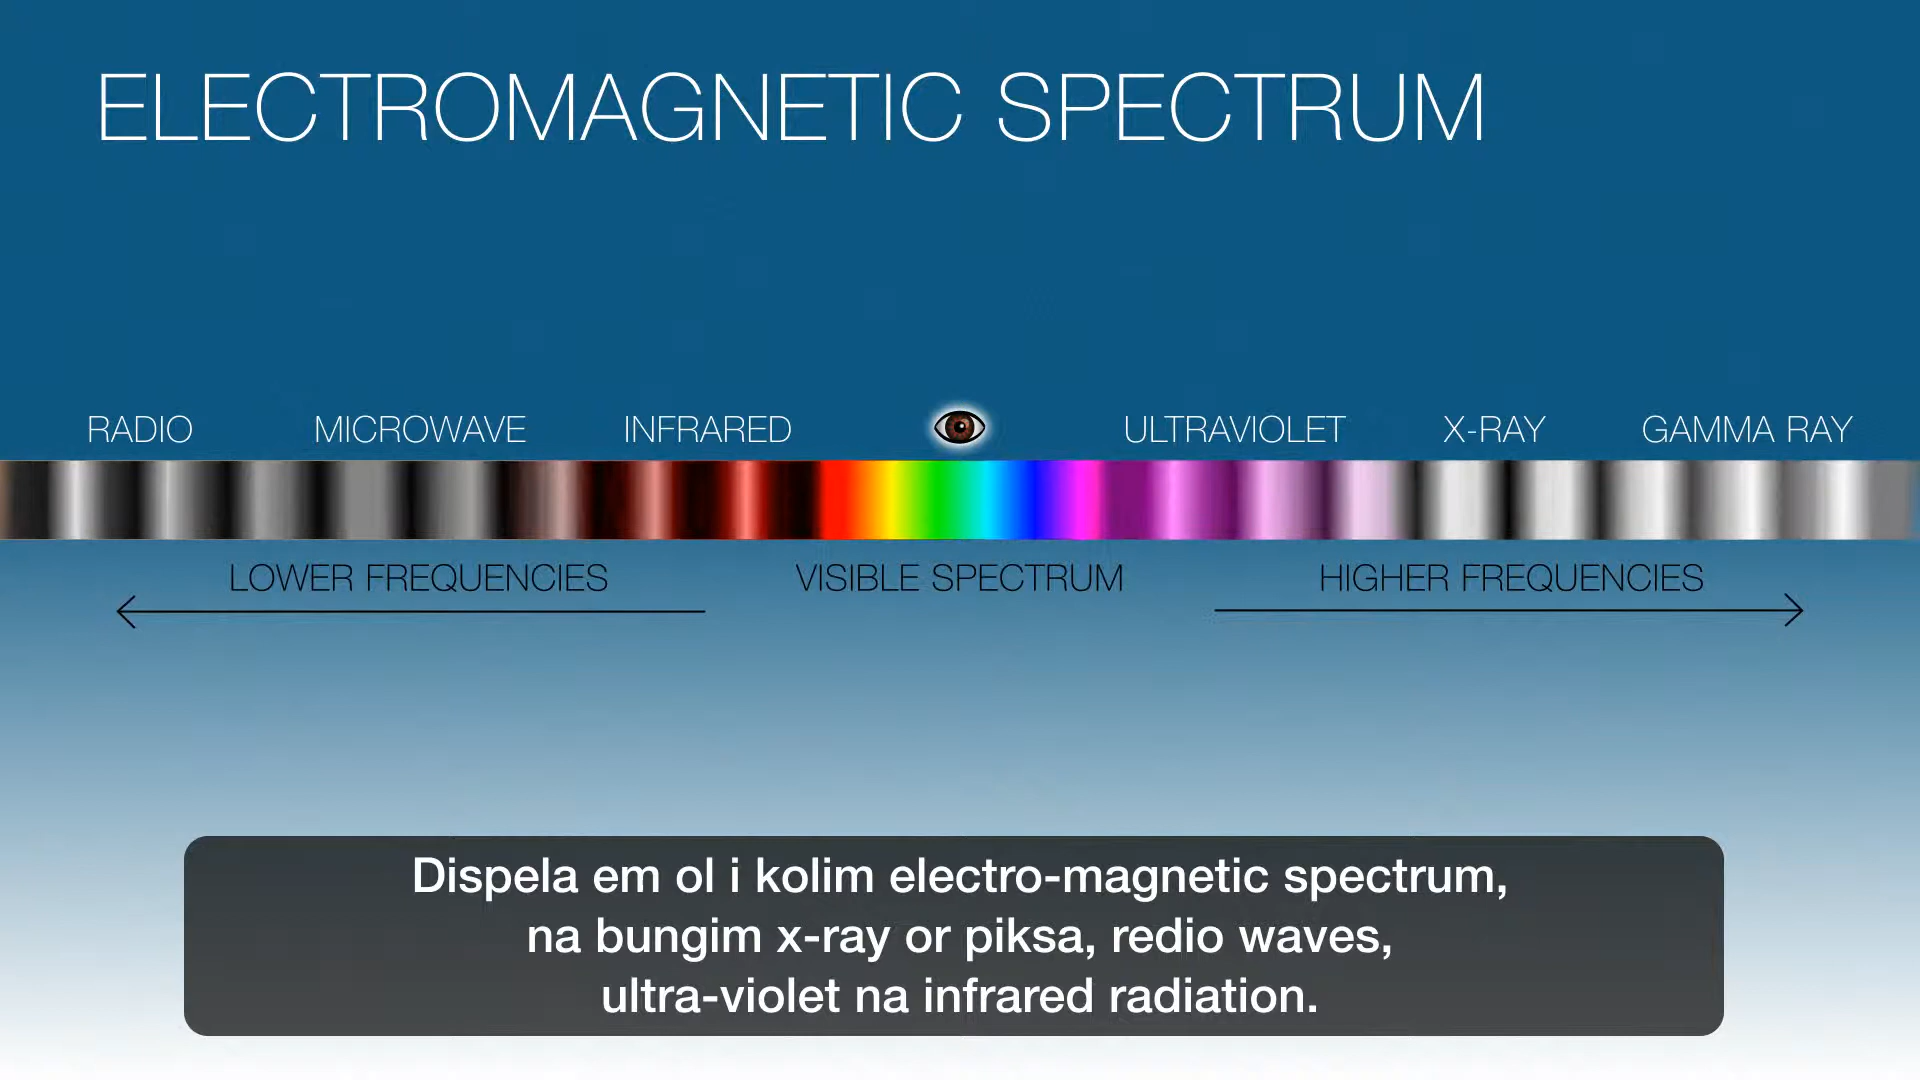 ELECTROMAGNETIC SPECTRUM
RADIO MICROWAVE INFRARED ULTRAVIOLET X-RAY GAMMA RAY
LOWER FREQUENCIES VISIBLE SPECTRUM HIGHER FREQUENCIES
Dispela em ol i kolim electro-magnetic spectrum,
na bungim x-ray or piksa, redio waves,
ultra-violet na infrared radiation.